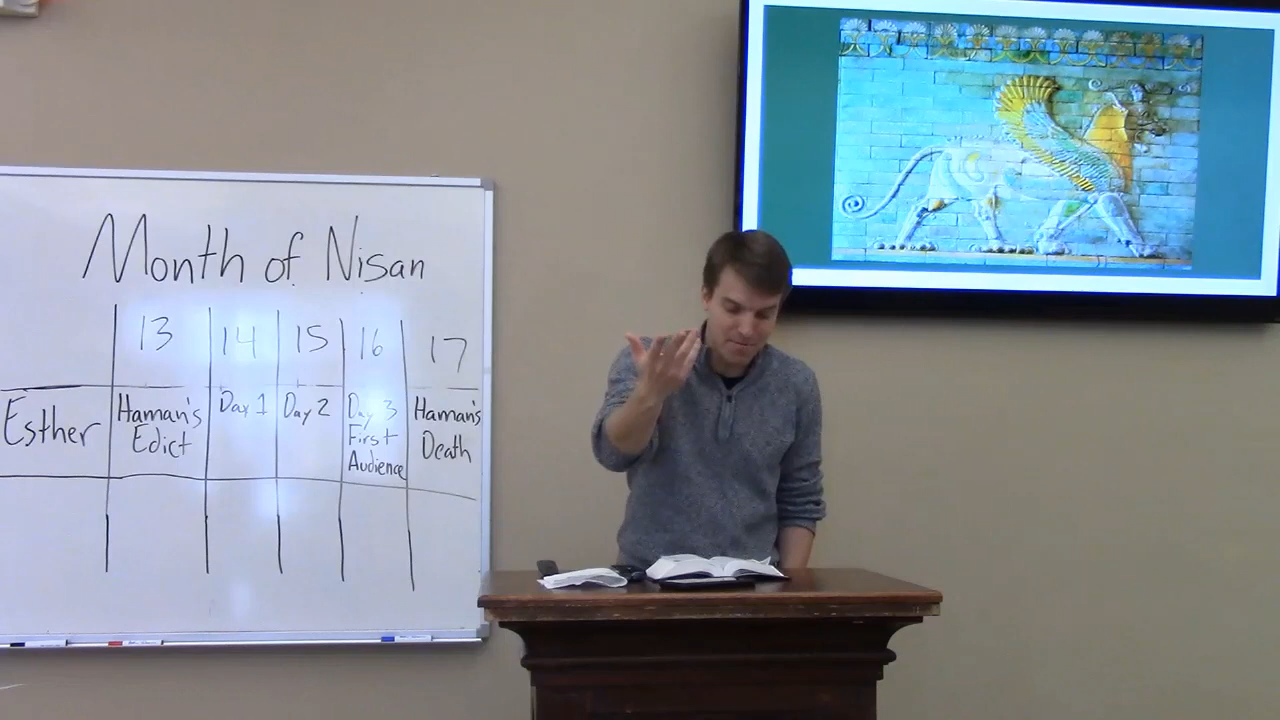 Month of Nisan
13 14 15 16 17
Esther Haman's Edict Day 1 Day 2 Day 3 First Audience Haman's Death